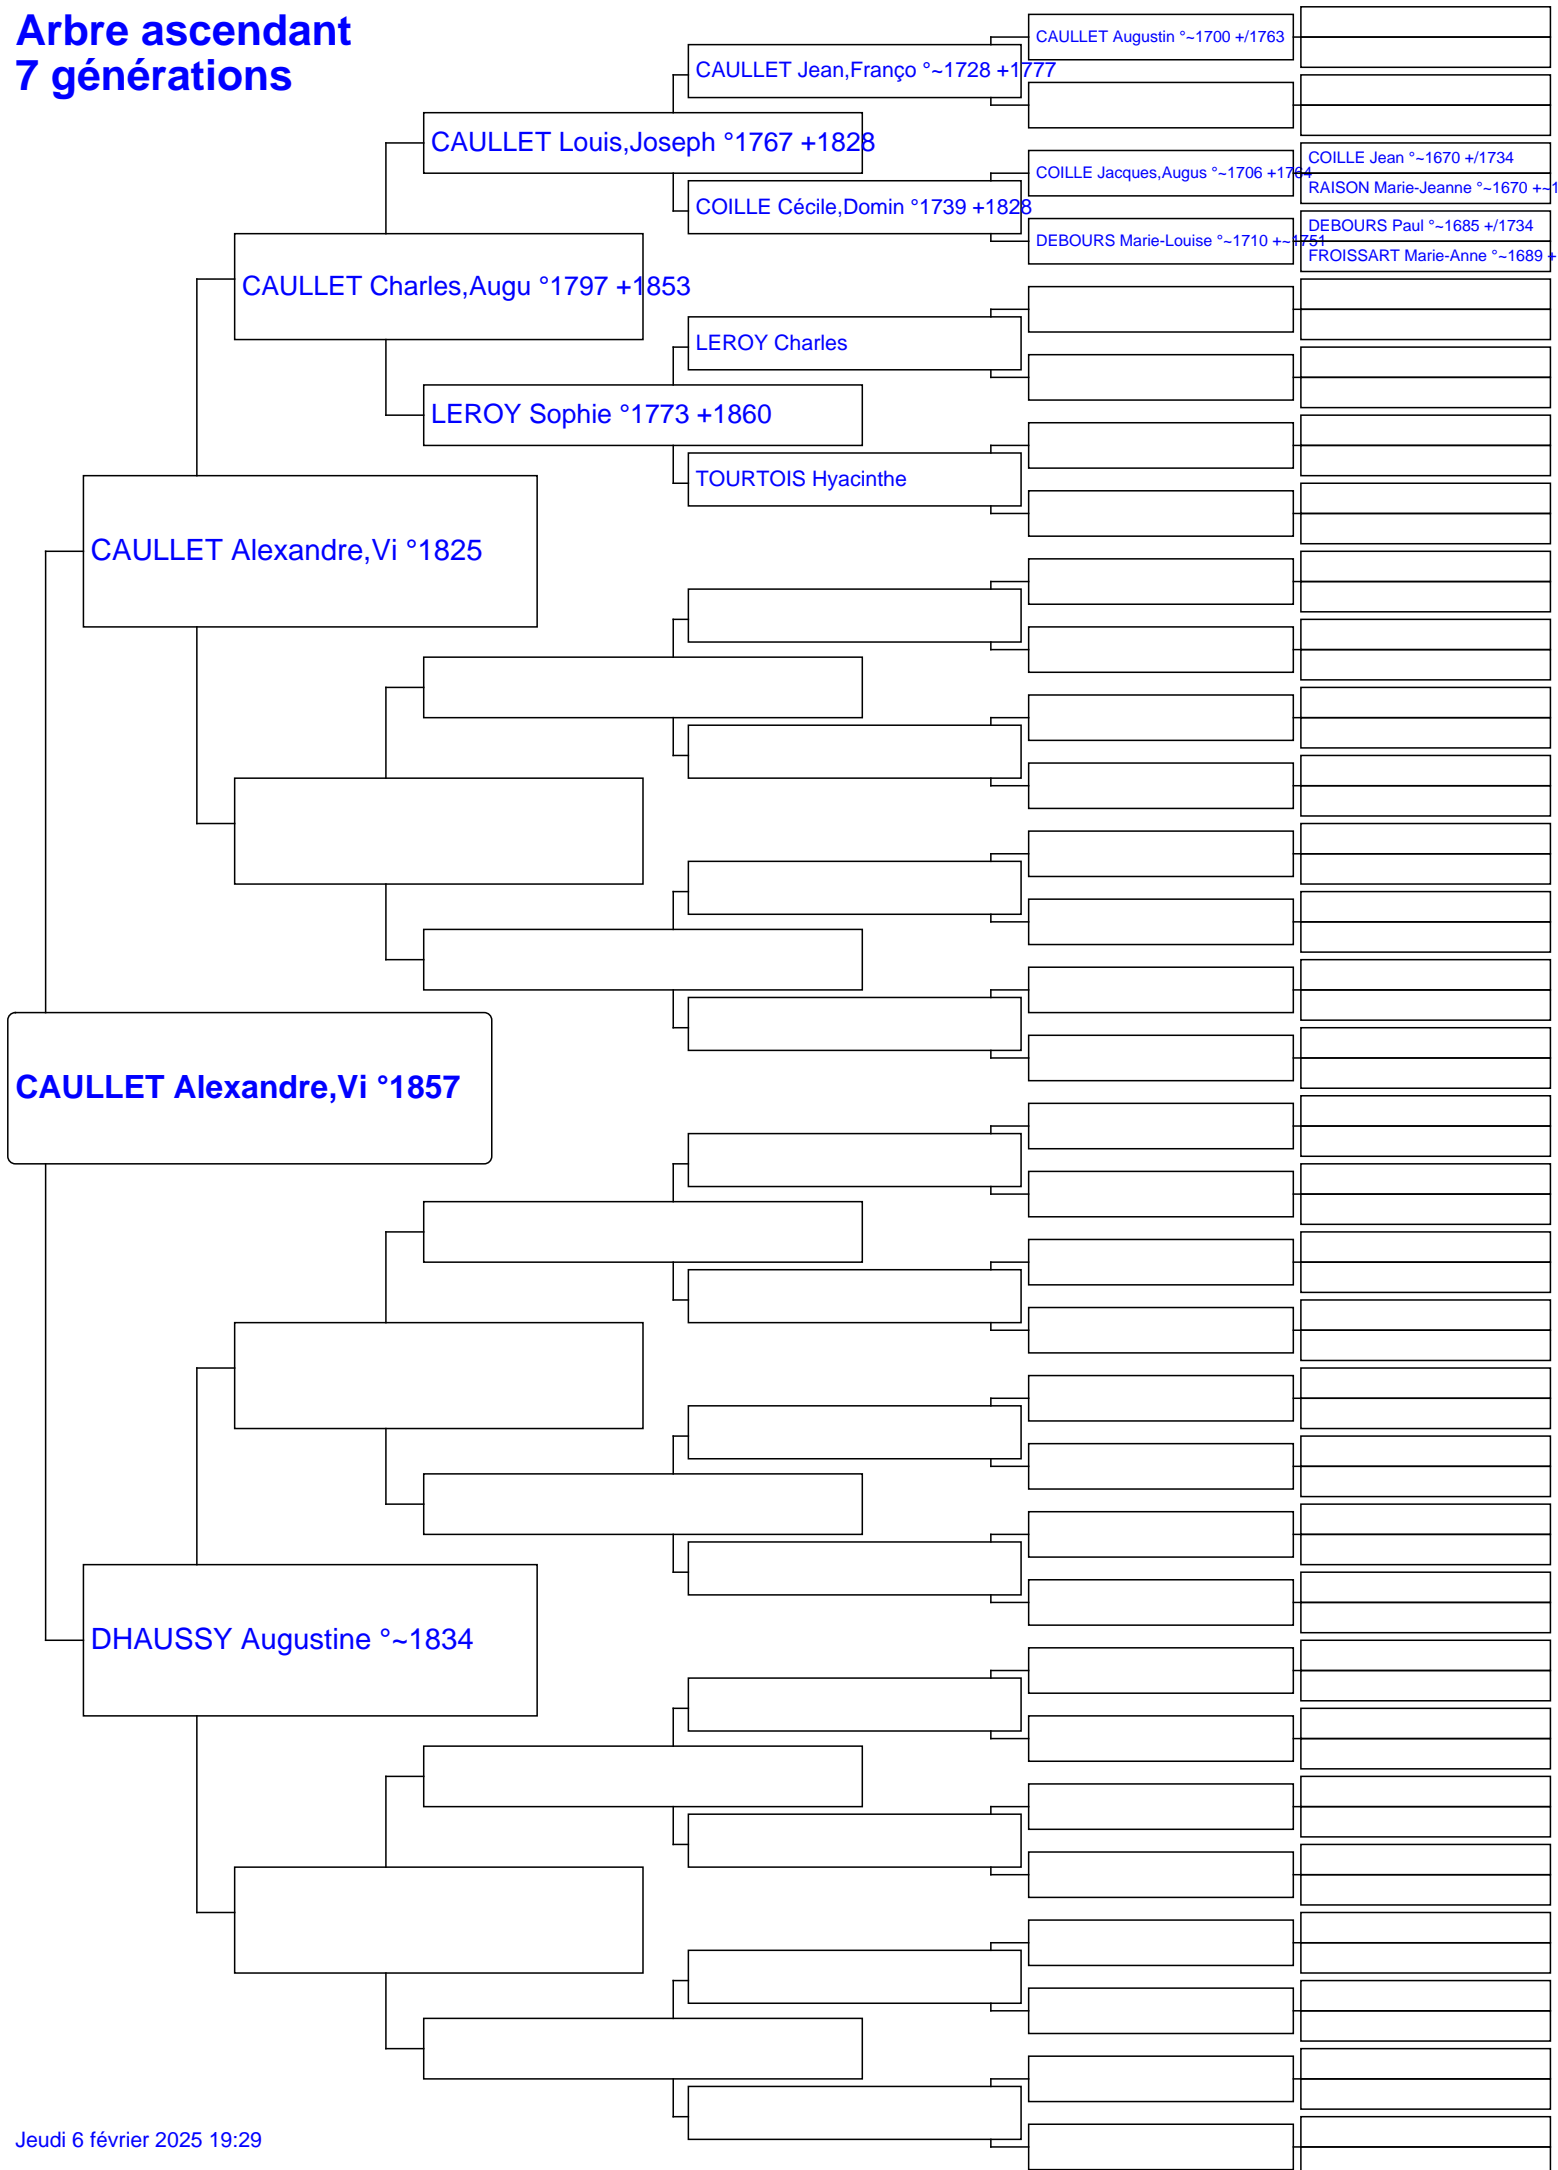 Arbre ascendant
7 générations
CAULLET Augustin °~1700 +/1763
CAULLET Jean,Franço °~1728 +1777
CAULLET Louis,Joseph °1767 +1828
COILLE Jean °~1670 +/1734
COILLE Jacques,Augus °~1706 +1764
RAISON Marie-Jeanne °~1670 +~1
COILLE Cécile,Domin °1739 +1828
DEBOURS Paul °~1685 +/1734
DEBOURS Marie-Louise °~1710 +~1751
FROISSART Marie-Anne °~1689 +
CAULLET Charles,Augu °1797 +1853
LEROY Charles
LEROY Sophie °1773 +1860
TOURTOIS Hyacinthe
CAULLET Alexandre,Vi °1825
CAULLET Alexandre,Vi °1857
DHAUSSY Augustine °~1834
Jeudi 6 février 2025 19:29